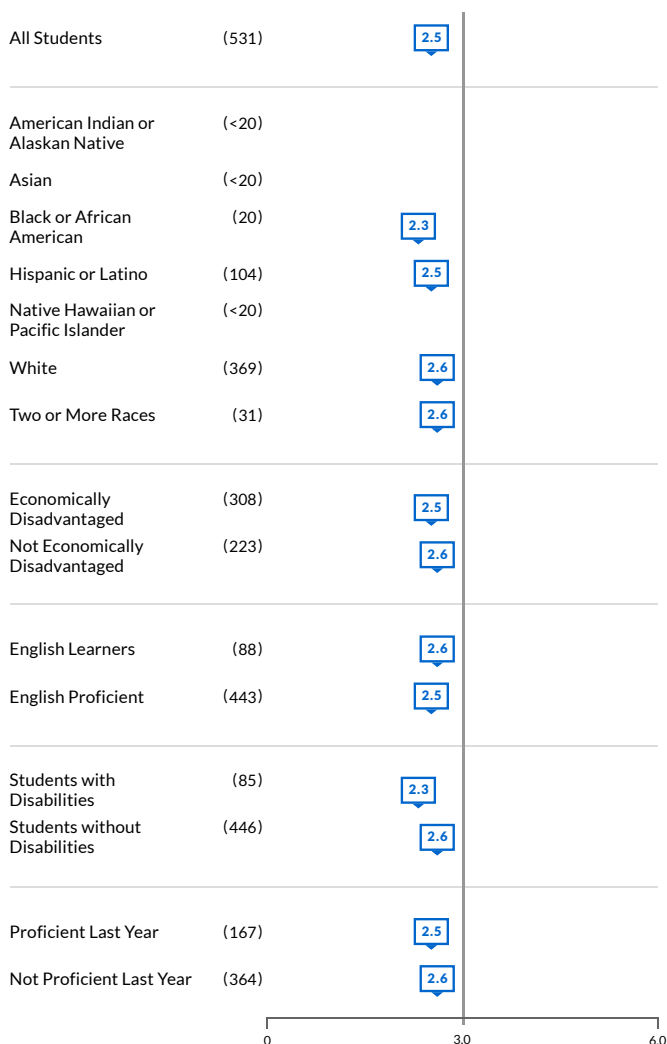 All Students (531) 2.5
American Indian or
Alaskan Native (<20)
Asian (<20)
Black or African
American (20) 2.3
Hispanic or Latino (104) 2.5
Native Hawaiian or
Pacific Islander (<20)
White (369) 2.6
Two or More Races (31) 2.6
Economically
Disadvantaged (308) 2.5
Not Economically
Disadvantaged (223) 2.6
English Learners (88) 2.6
English Proficient (443) 2.5
Students with
Disabilities (85) 2.3
Students without
Disabilities (446) 2.6
Proficient Last Year (167) 2.5
Not Proficient Last Year (364) 2.6
0 3.0 6.0